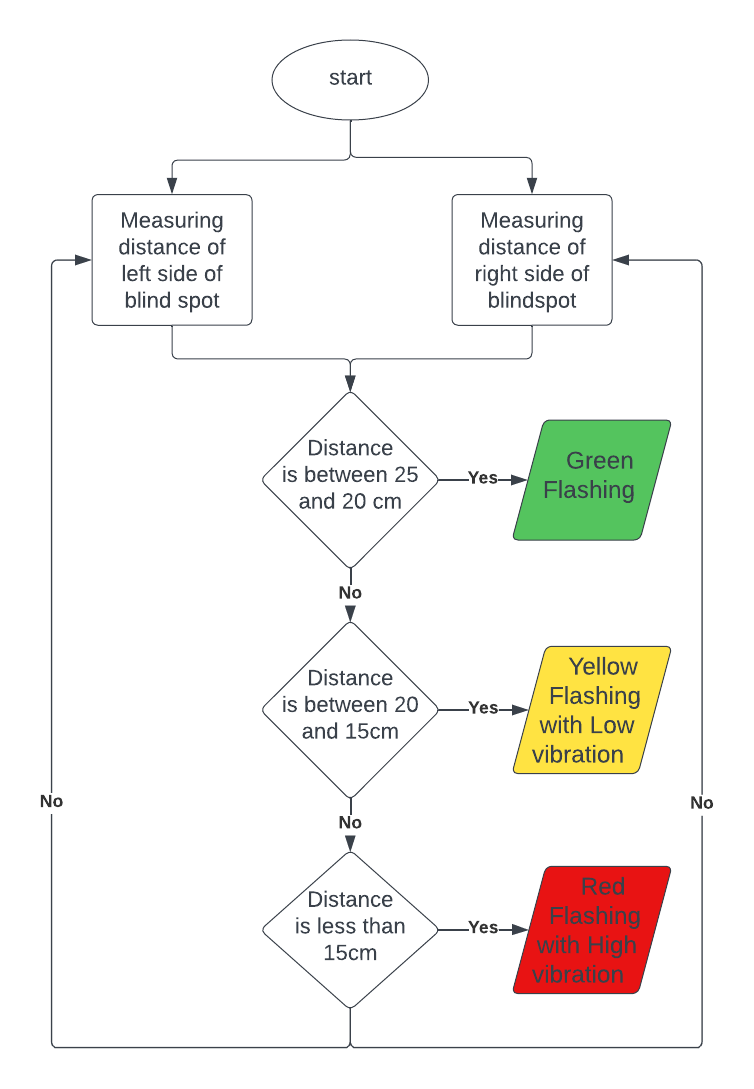 start
Measuring
distance of
left side of
blind spot
Measuring
distance of
right side of
blindspot
Distance
is between 25
and 20 cm
Yes
Green
Flashing
No
Distance
is between 20
and 15cm
Yes
Yellow
Flashing
with Low
vibration
No
No
No
Distance
is less than
15cm
Yes
Red
Flashing
with High
vibration